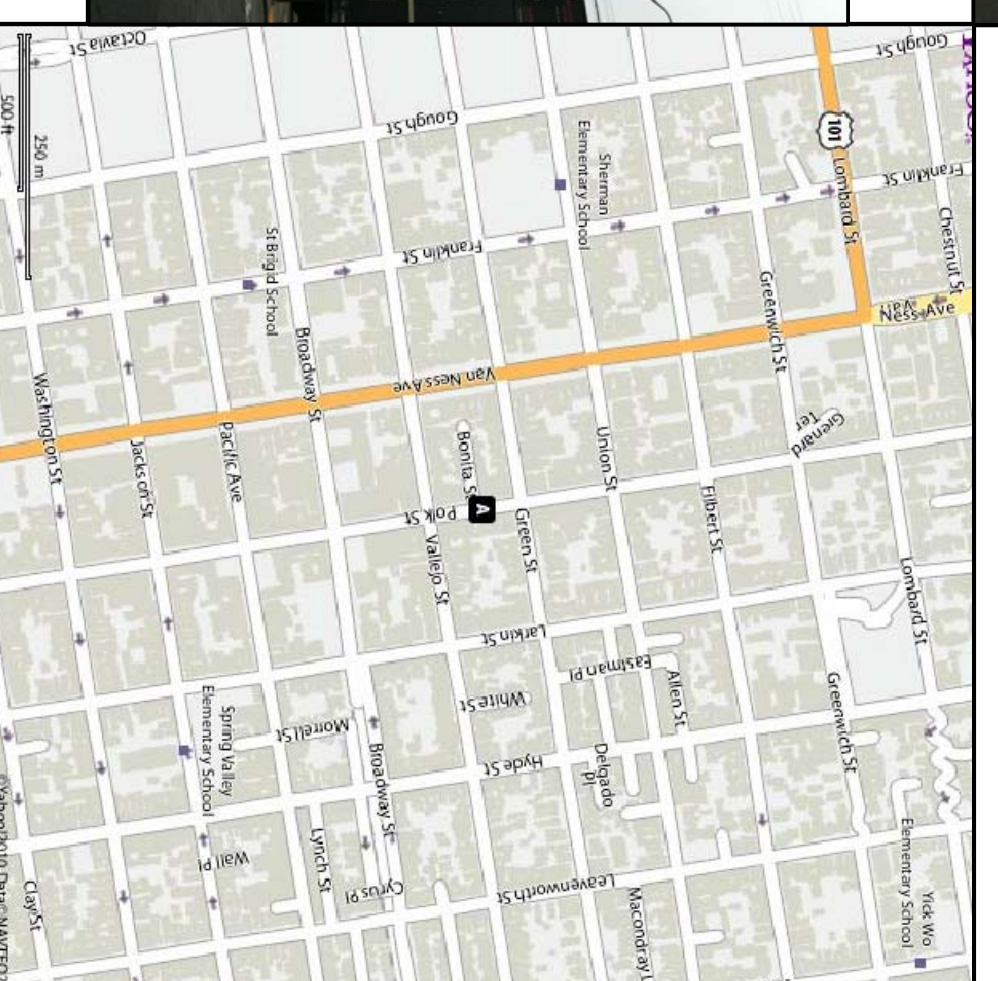 Octavia St
Gough St
Gough St
101
Lombard St
Franklin St
Chestnut St
Sherman
Elementary School
Franklin St
St Brigid School
Greenwich St
Ness Ave
Van Ness Ave
Broadway St
Washington St
Jackson St
Pacific Ave
Bonita St
Union St
Grenard
Ter
A
Polk St
Green St
Filbert St
Vallejo St
Lombard St
Larkin St
Eastman Pl
Allen St
White St
Greenwich St
Spring Valley
Elementary School
Morrell St
Broadway St
Hyde St
Delgado
Pl
Lynch St
Wall Pl
Cyrus Pl
Leavenworth St
Macondray L
Yick Wo
Elementary School
Clay St
500 ft
250 m